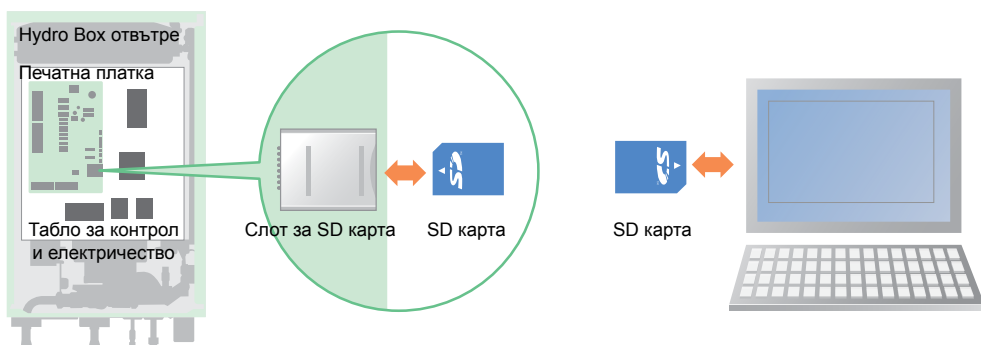 Hydro Box отвътре
Печатна платка
Табло за контрол
и електричество
Слот за SD карта
SD карта
SD карта